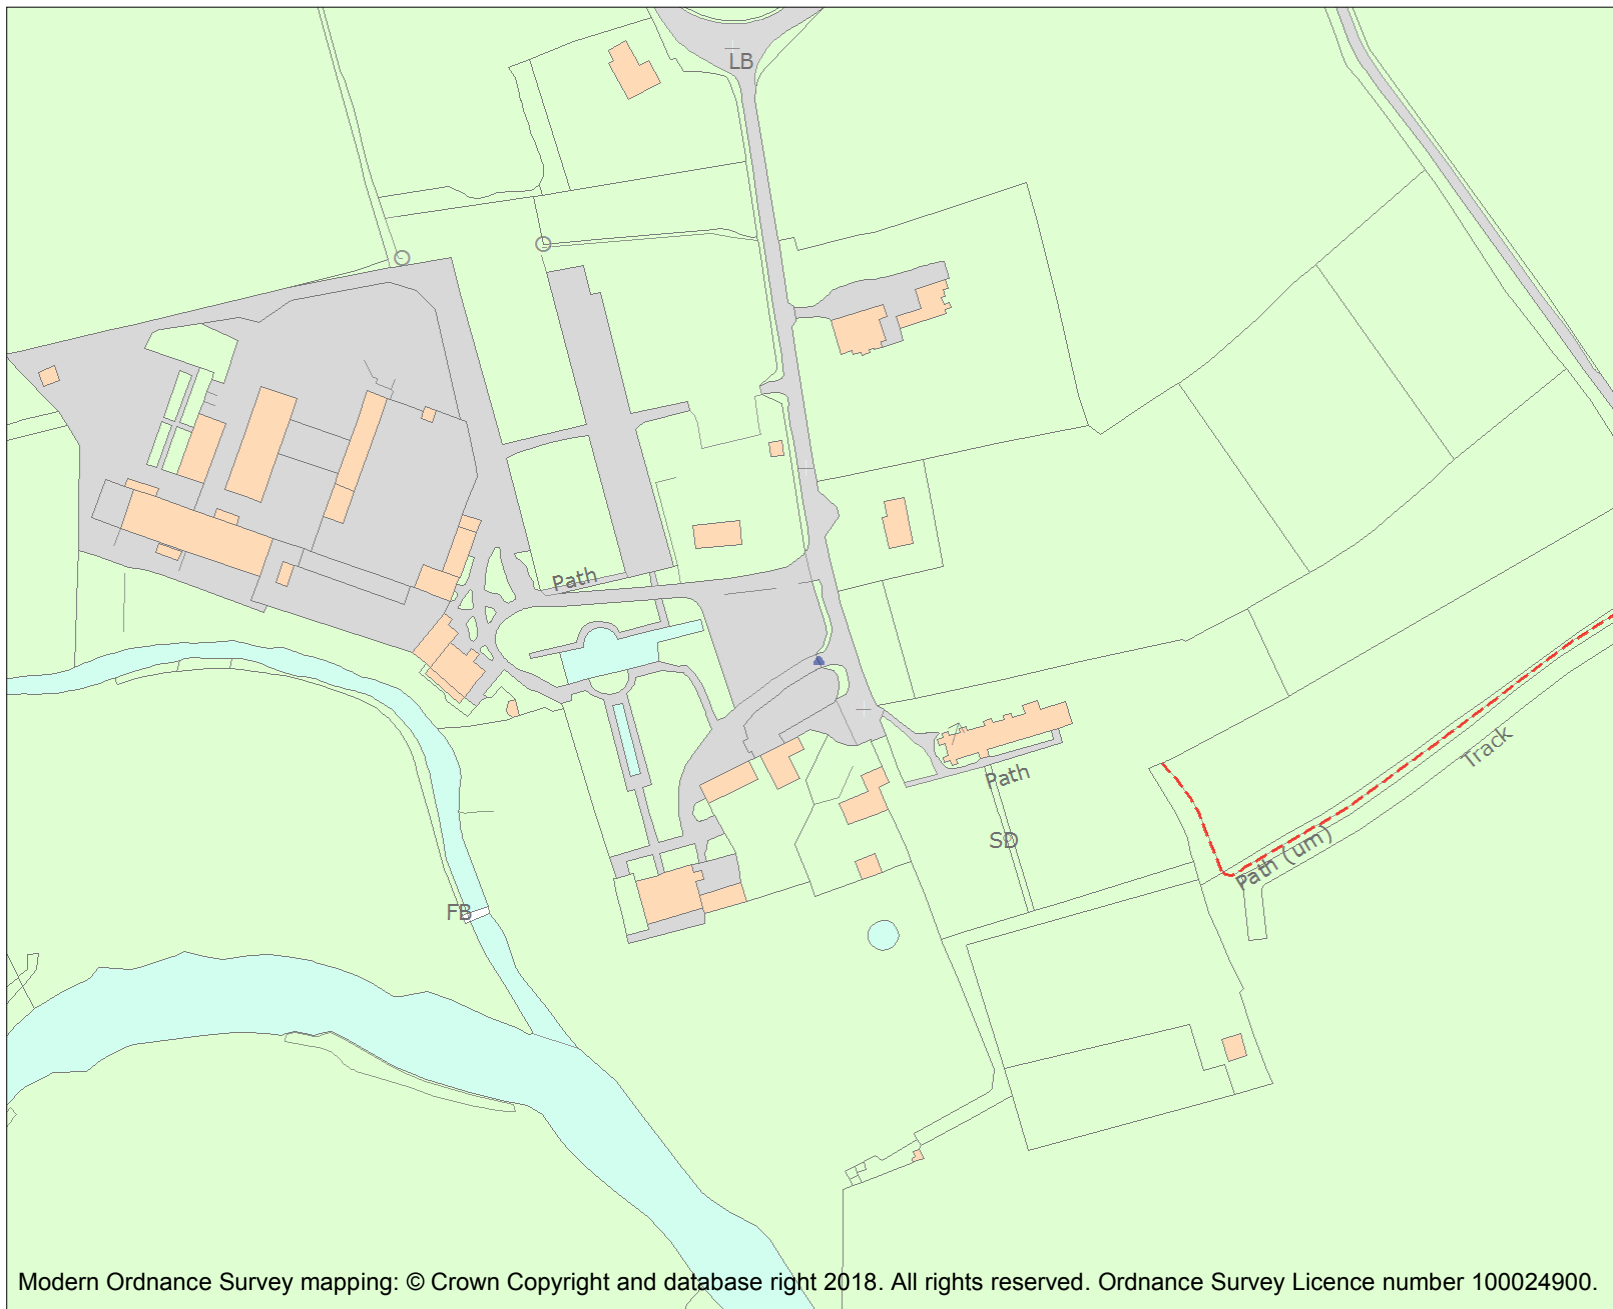 LB
Path
Track
Path
SD
Path (um)
FB
Modern Ordnance Survey mapping: © Crown Copyright and database right 2018. All rights reserved. Ordnance Survey Licence number 100024900.